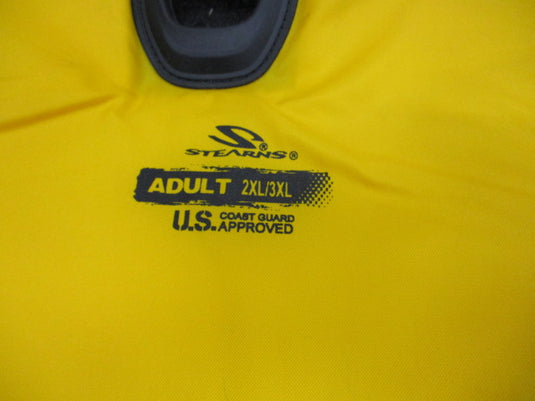 STEARNS®
ADULT 2XL/3XL
U.S. COAST GUARD
APPROVED